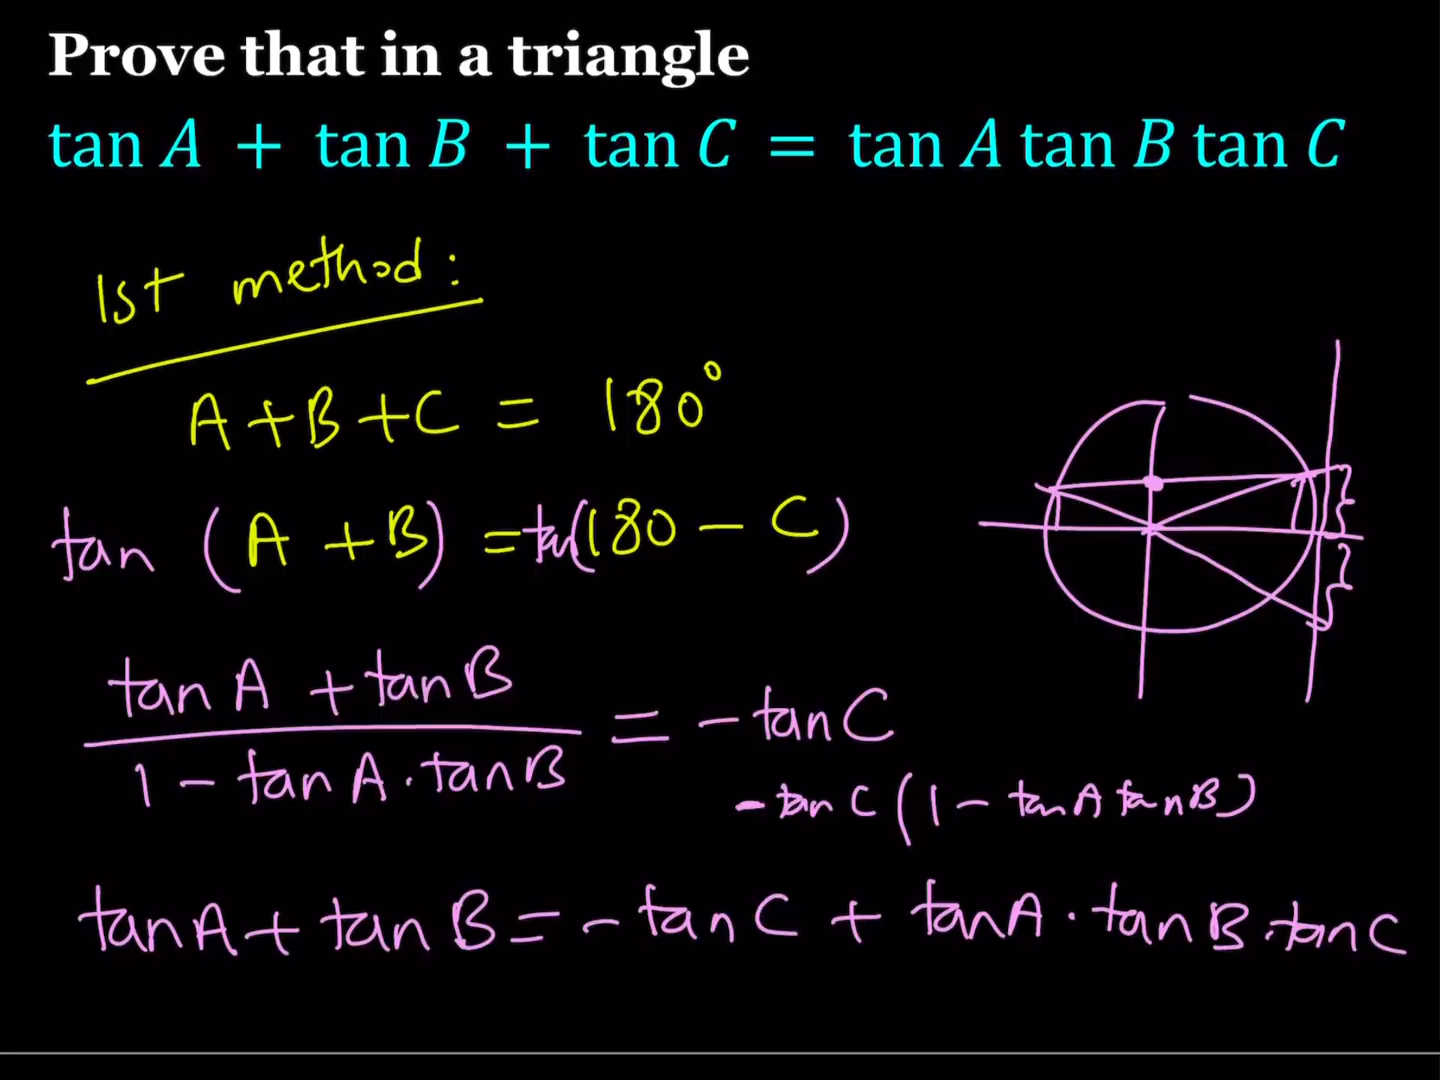 Prove that in a triangle
tan A + tan B + tan C = tan A tan B tan C
1st method:
A + B + C = 180°
tan (A + B) = tan(180 - C)
tan A + tan B
1 - tan A · tan B
= - tan C
- tan C (1 - tan A tan B)
tan A + tan B = - tan C + tan A · tan B · tan C